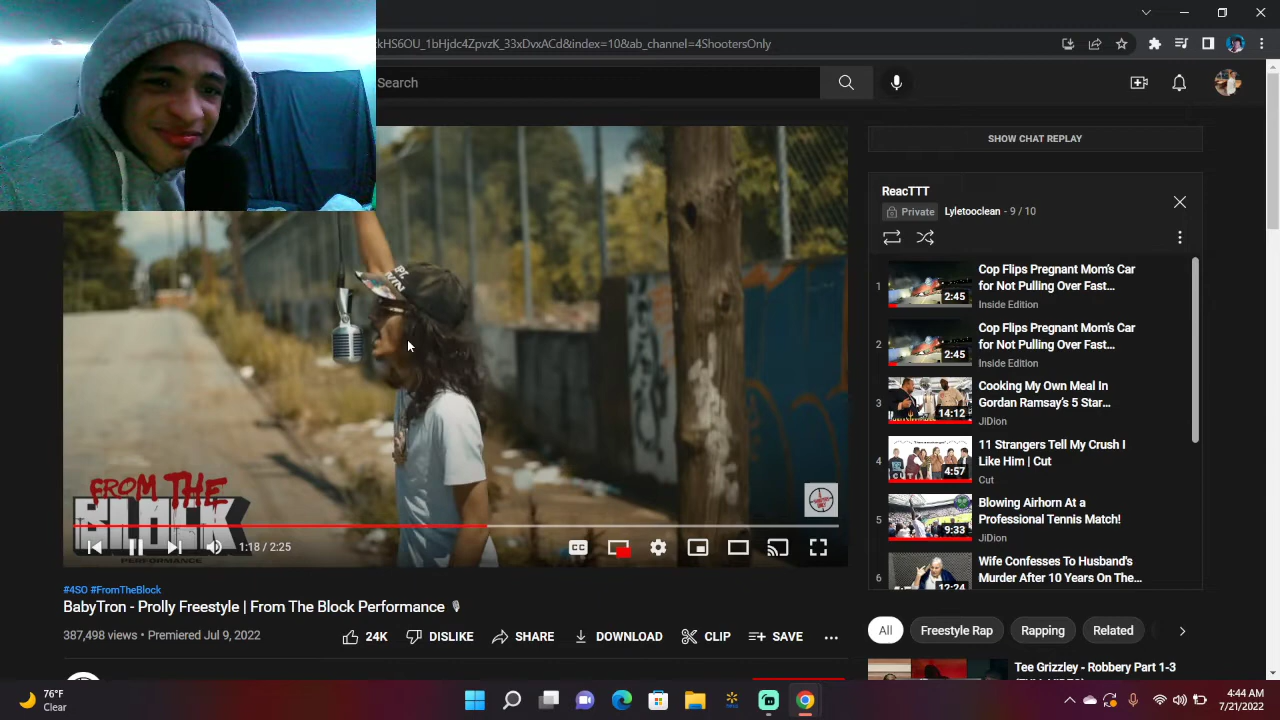 kHS6OU_1bHjdc4ZpvzK_33xDvxACd&index=10&ab_channel=4ShootersOnly
Search
SHOW CHAT REPLAY
ReacTTT
Private Lyletooclean - 9 / 10
1
Cop Flips Pregnant Mom's Car
for Not Pulling Over Fast...
Inside Edition
2:45
2
Cop Flips Pregnant Mom's Car
for Not Pulling Over Fast...
Inside Edition
2:45
3
Cooking My Own Meal In
Gordan Ramsay's 5 Star...
JiDion
14:12
4
11 Strangers Tell My Crush I
Like Him | Cut
Cut
4:57
5
Blowing Airhorn At a
Professional Tennis Match!
JiDion
9:33
6
Wife Confesses To Husband's
Murder After 10 Years On The...
12:24
FROM THE
BLOCK
PERFORMANCE
1:18 / 2:25
CC
#4SO #FromTheBlock
BabyTron - Prolly Freestyle | From The Block Performance 🎙
387,498 views • Premiered Jul 9, 2022
24K DISLIKE SHARE DOWNLOAD CLIP SAVE
All Freestyle Rap Rapping Related
Tee Grizzley - Robbery Part 1-3
76°F
Clear
4:44 AM
7/21/2022